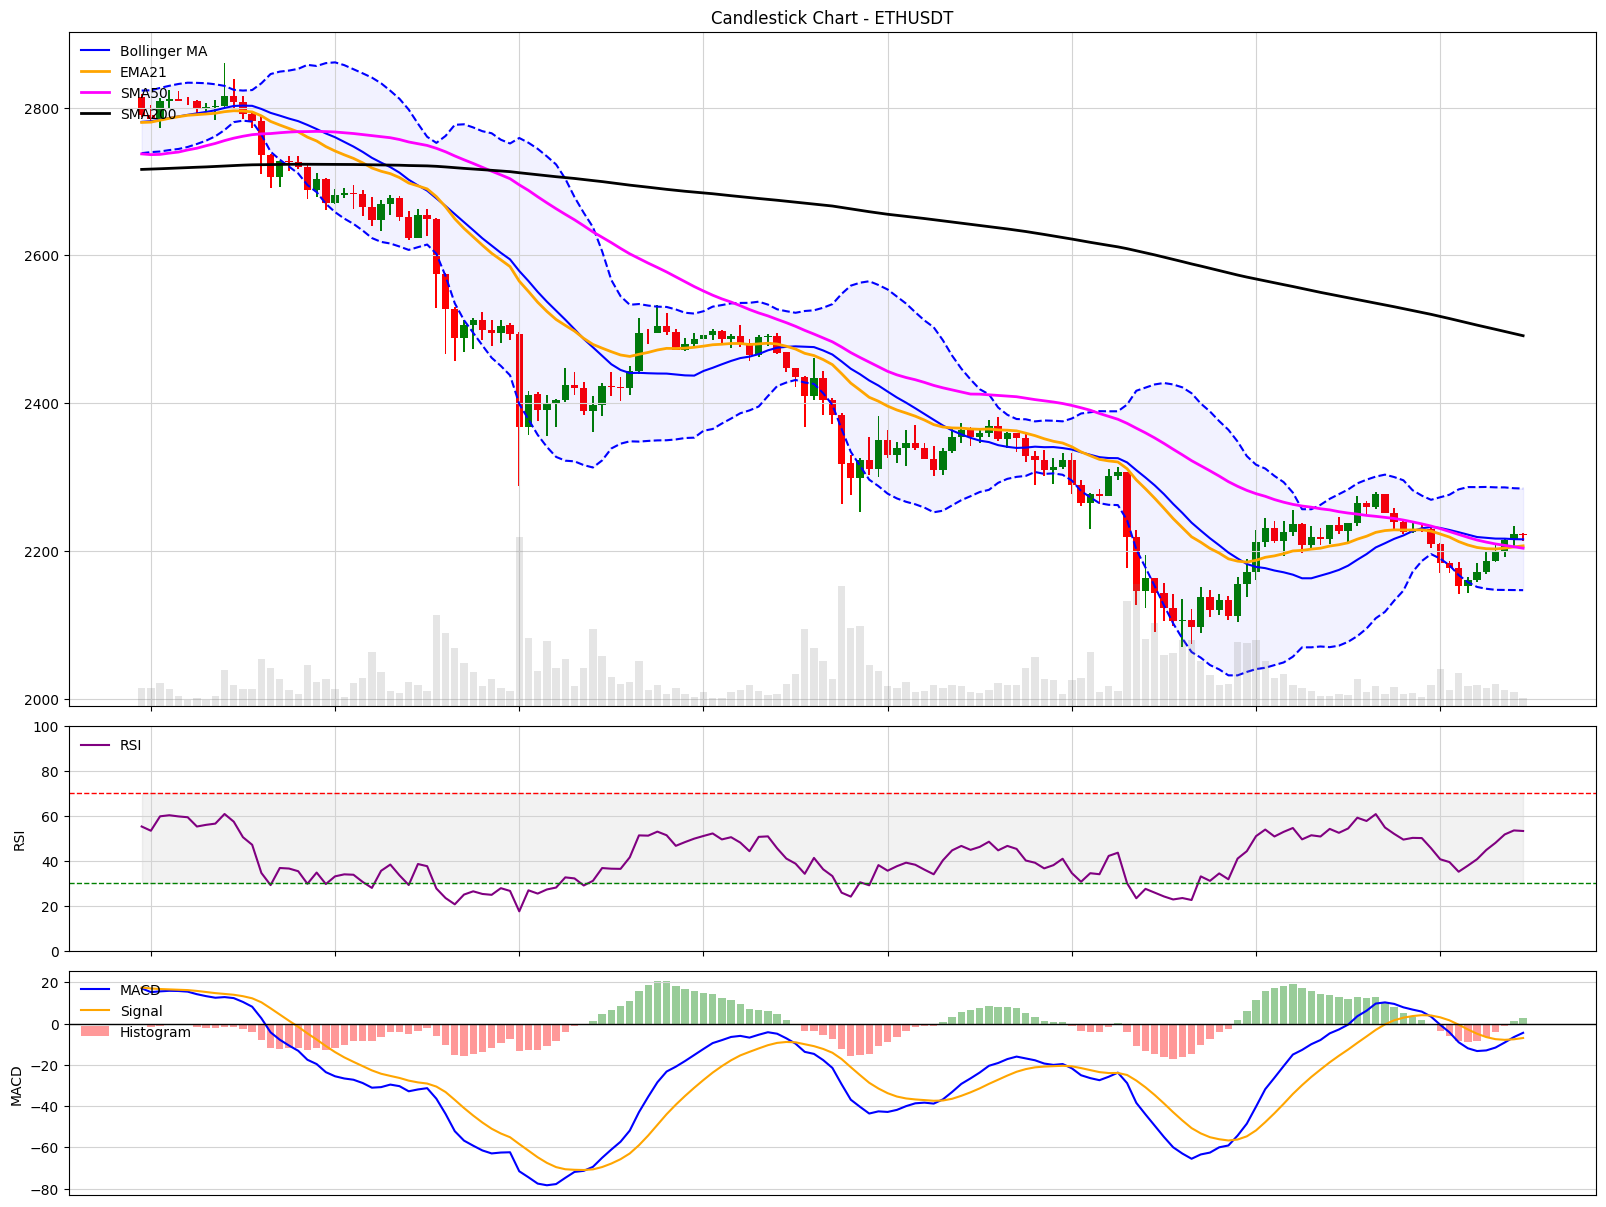 Candlestick Chart - ETHUSDT
Bollinger MA
EMA21
SMA50
SMA200
2800
2600
2400
2200
2000
RSI
100
80
60
40
20
0
RSI
MACD
Signal
Histogram
20
0
−20
−40
−60
−80
MACD